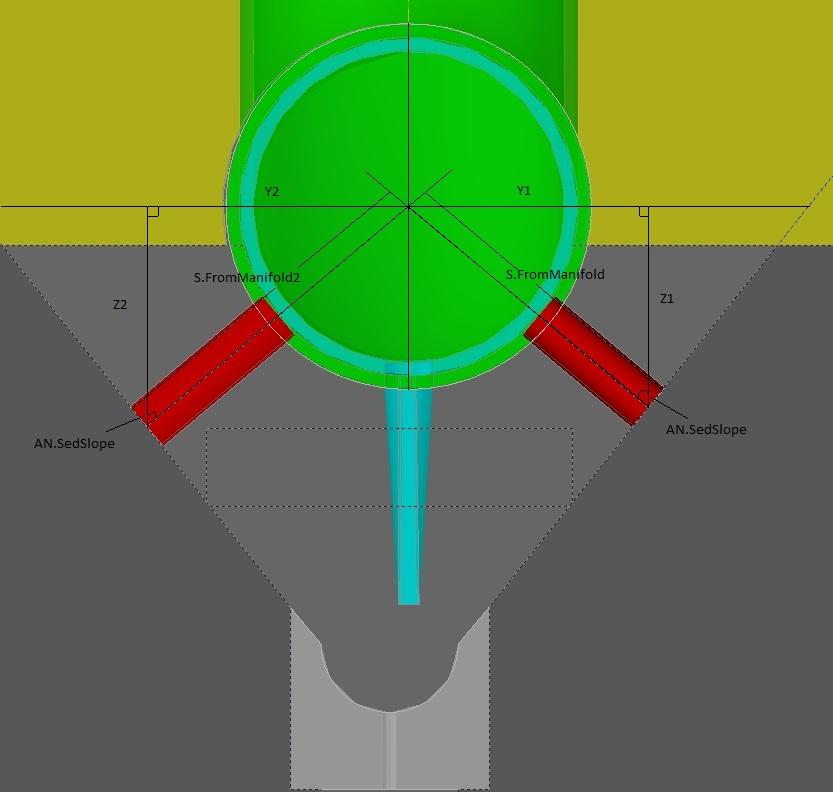 Y2
Y1
S.FromManifold2
S.FromManifold
Z2
Z1
AN.SedSlope
AN.SedSlope